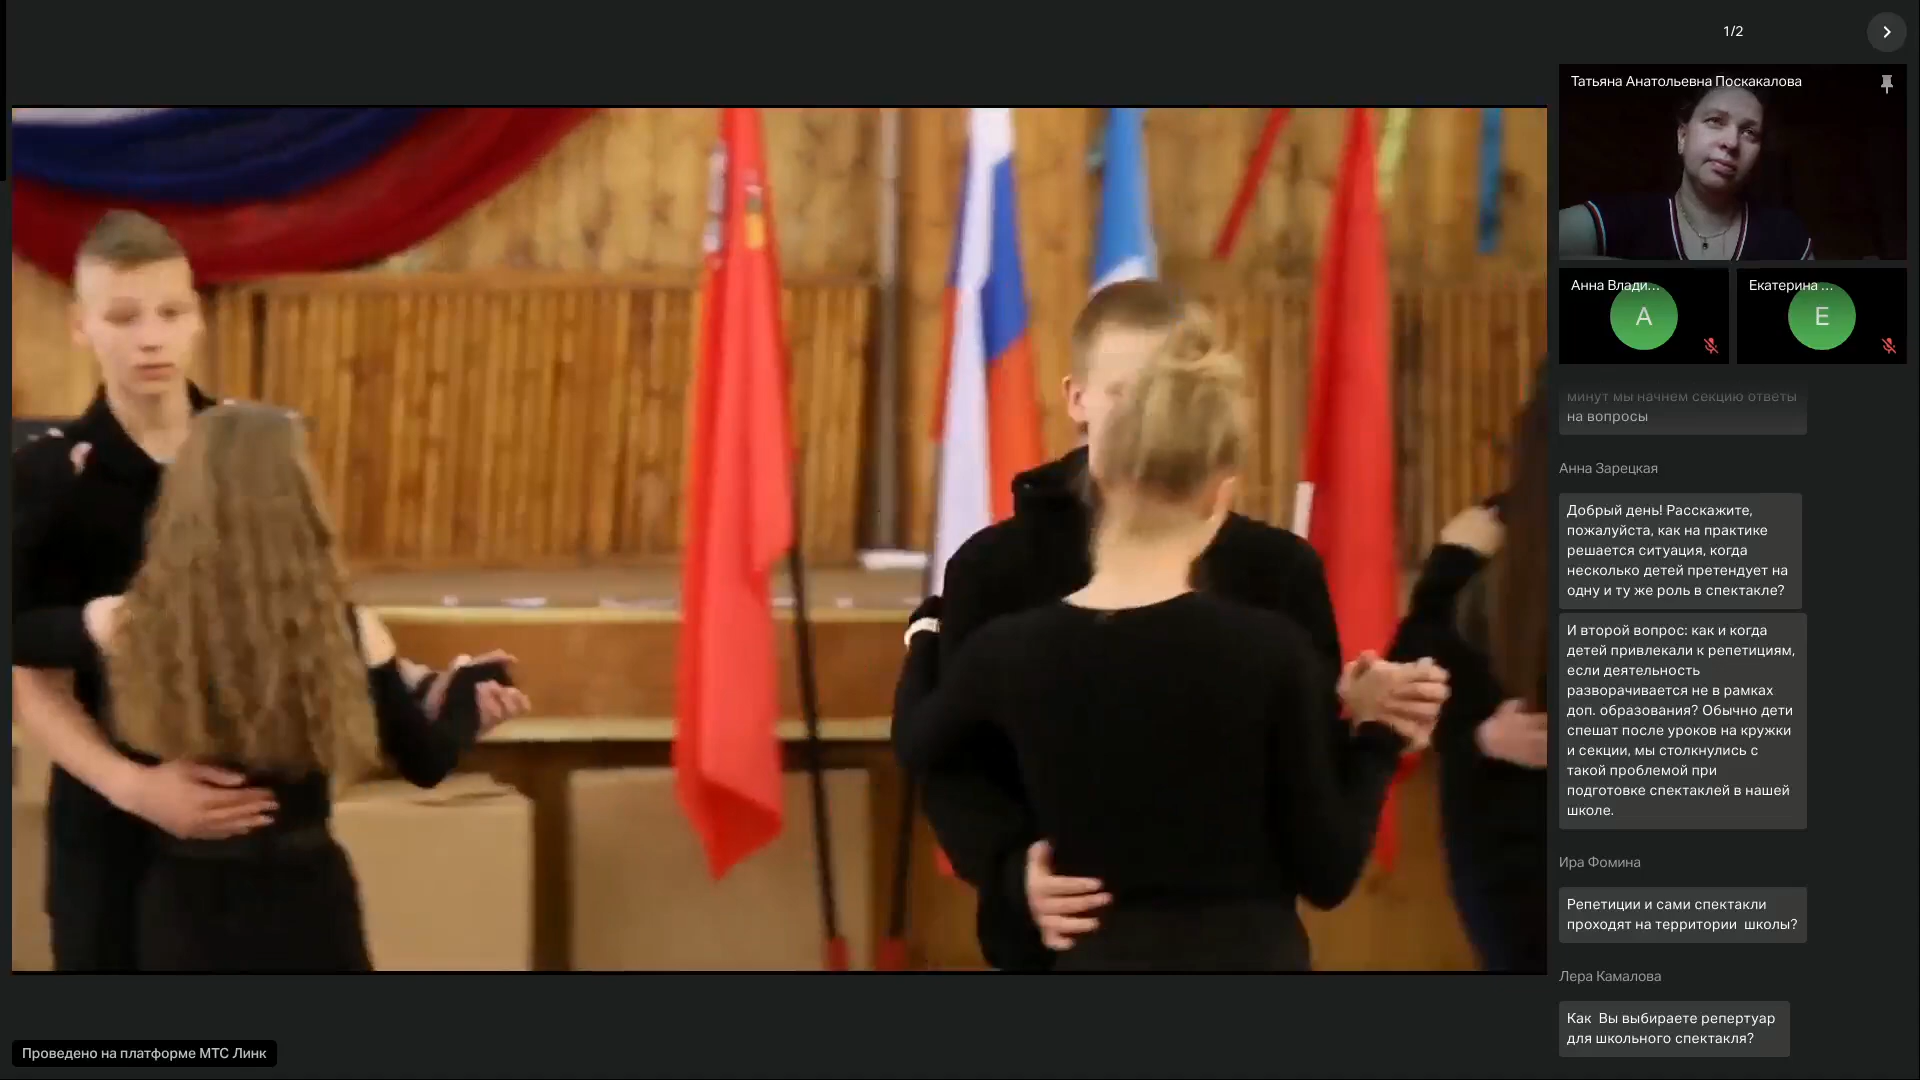 1/2
Татьяна Анатольевна Поскакалова
Анна Влади...
Екатерина ...
А
Е
минут мы начнем секцию ответы
на вопросы
Анна Зарецкая
Добрый день! Расскажите,
пожалуйста, как на практике
решается ситуация, когда
несколько детей претендует на
одну и ту же роль в спектакле?
И второй вопрос: как и когда
детей привлекали к репетициям,
если деятельность
разворачивается не в рамках
доп. образования? Обычно дети
спешат после уроков на кружки
и секции, мы столкнулись с
такой проблемой при
подготовке спектаклей в нашей
школе.
Ира Фомина
Репетиции и сами спектакли
проходят на территории  школы?
Лера Камалова
Как  Вы выбираете репертуар
для школьного спектакля?
Проведено на платформе МТС Линк